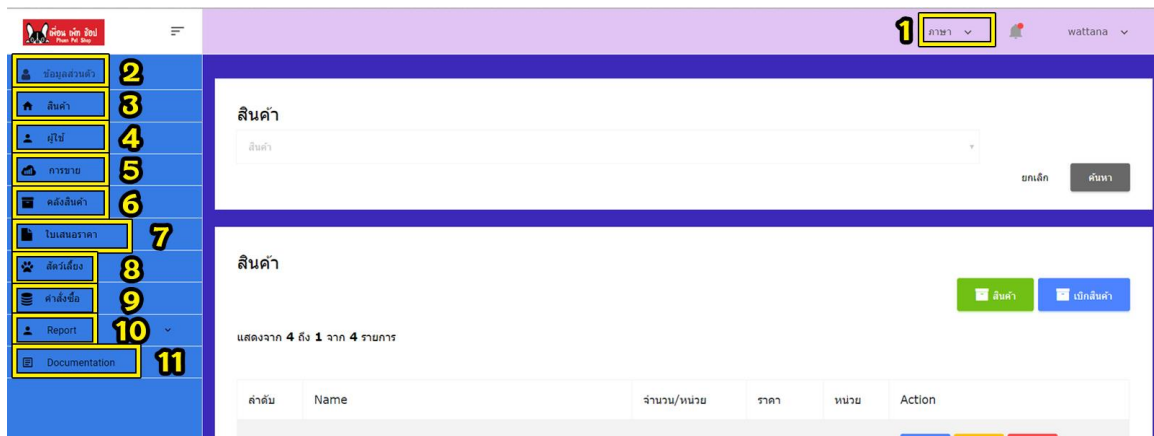 เพื่อน เพ็ท ช็อป
Phuen Pet Shop
1
ภาษา
wattana
ข้อมูลส่วนตัว 2
สินค้า 3
ผู้ใช้ 4
การขาย 5
คลังสินค้า 6
ใบเสนอราคา 7
สัตว์เลี้ยง 8
คำสั่งซื้อ 9
Report 10
Documentation 11
สินค้า
สินค้า
ยกเลิก ค้นหา
สินค้า
สินค้า เบิกสินค้า
แสดงจาก 4 ถึง 1 จาก 4 รายการ
ลำดับ Name จำนวน/หน่วย ราคา หน่วย Action